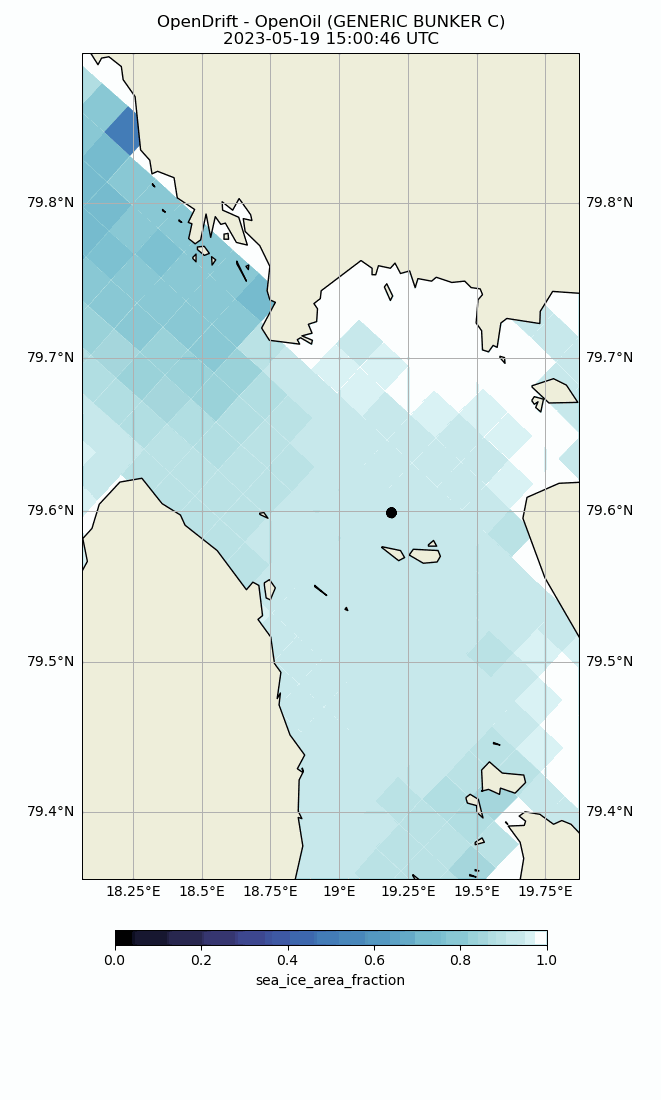 OpenDrift - OpenOil (GENERIC BUNKER C)
2023-05-19 15:00:46 UTC
79.8°N 79.8°N
79.7°N 79.7°N
79.6°N 79.6°N
79.5°N 79.5°N
79.4°N 79.4°N
18.25°E 18.5°E 18.75°E 19°E 19.25°E 19.5°E 19.75°E
0.0 0.2 0.4 0.6 0.8 1.0
sea_ice_area_fraction